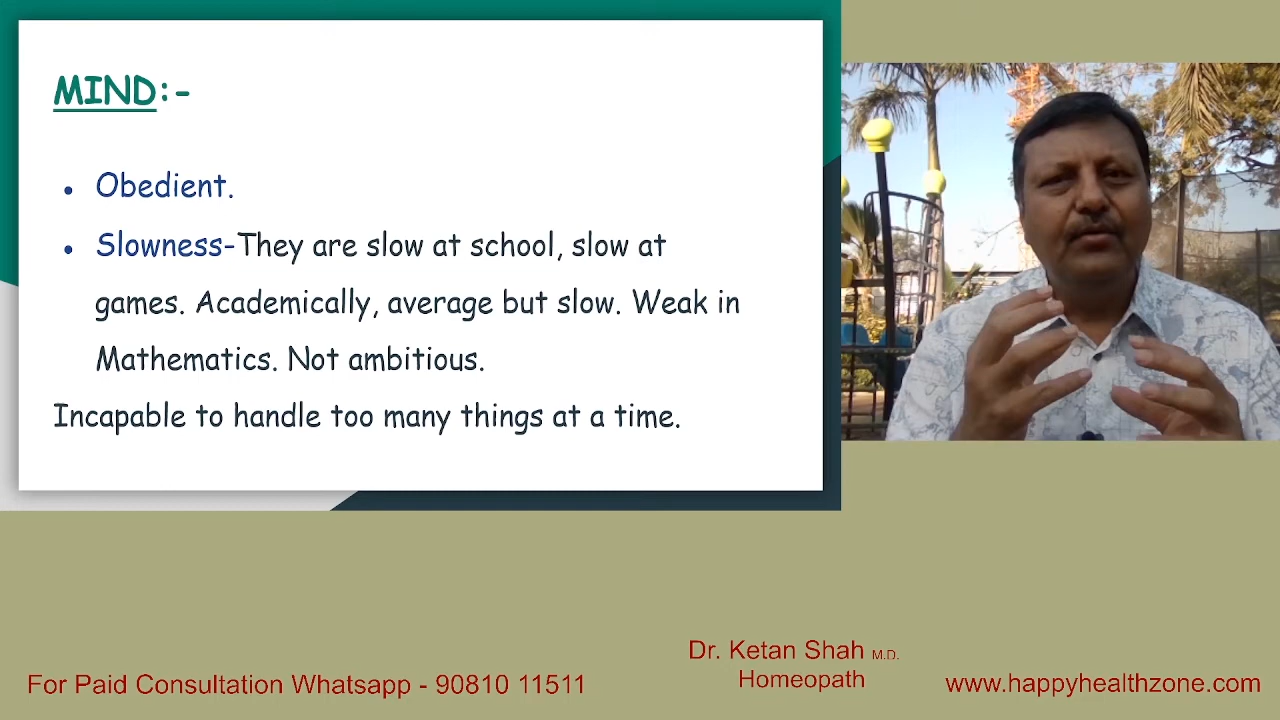 MIND:-
• Obedient.
• Slowness-They are slow at school, slow at
games. Academically, average but slow. Weak in
Mathematics. Not ambitious.
Incapable to handle too many things at a time.
Dr. Ketan Shah M.D.
Homeopath
For Paid Consultation Whatsapp - 90810 11511
www.happyhealthzone.com